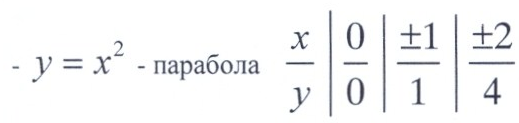 - y = x² - парабола x | 0 | ±1 | ±2
y | 0 | 1 | 4